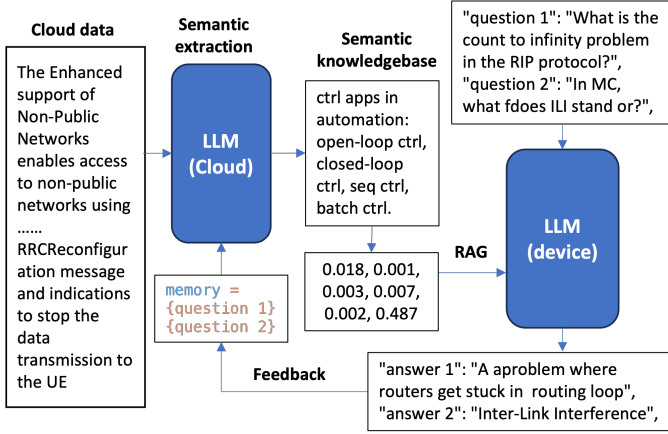 Cloud data
The Enhanced
support of
Non-Public
Networks
enables access
to non-public
networks using
......
RRCReconfigur
ation message
and indications
to stop the
data
transmission to
the UE
Semantic
extraction
LLM
(Cloud)
memory =
{question 1}
{question 2}
Semantic
knowledgebase
ctrl apps in
automation:
open-loop ctrl,
closed-loop
ctrl, seq ctrl,
batch ctrl.
0.018, 0.001,
0.003, 0.007,
0.002, 0.487
RAG
"question 1": "What is the
count to infinity problem
in the RIP protocol?",
"question 2": "In MC,
what fdoes ILI stand or?",
LLM
(device)
"answer 1": "A aproblem where
routers get stuck in routing loop",
"answer 2": "Inter-Link Interference",
Feedback